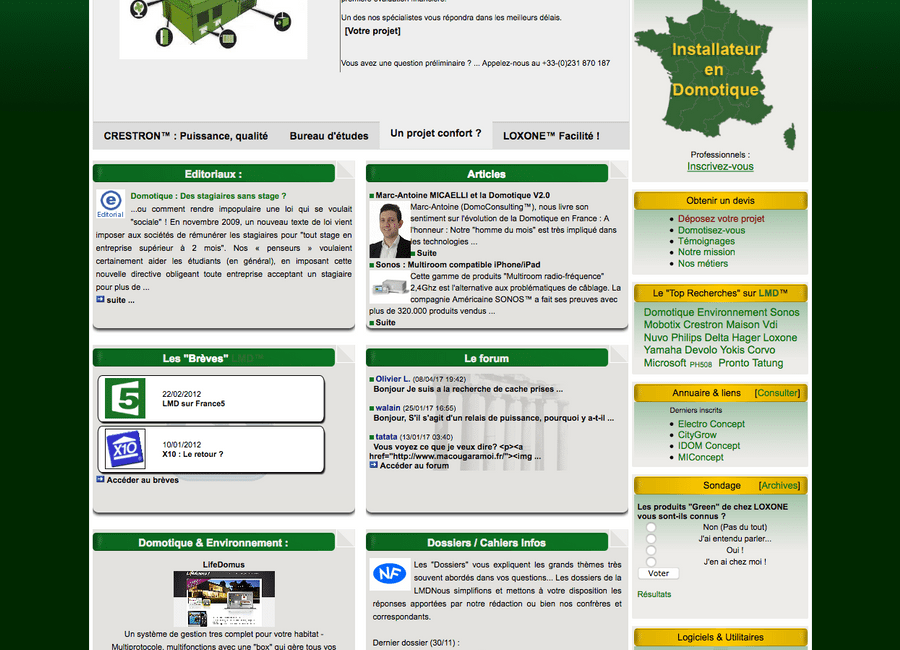 Un des nos spécialistes vous répondra dans les meilleurs délais.
[Votre projet]
Vous avez une question préliminaire ? ... Appelez-nous au +33-(0)231 870 187
CRESTRON™ : Puissance, qualité
Bureau d'études
Un projet confort ?
LOXONE™ Facilité !
Editoriaux :
Editorial
Domotique : Des stagiaires sans stage ?
...ou comment rendre impopulaire une loi qui se voulait
"sociale" ! En novembre 2009, un nouveau texte de loi vient
imposer aux sociétés de rémunérer les stagiaires pour "tout stage en
entreprise supérieur à 2 mois". Nos « penseurs » voulaient
certainement aider les étudiants (en général), en imposant cette
nouvelle directive obligeant toute entreprise acceptant un stagiaire
pour plus de ...
suite ...
Articles
Marc-Antoine MICAELLI et la Domotique V2.0
Marc-Antoine (DomoConsulting™), nous livre son
sentiment sur l'évolution de la Domotique en France : A
l'honneur : Notre "homme du mois" est très impliqué dans
les technologies ...
Suite
Sonos : Multiroom compatible iPhone/iPad
Cette gamme de produits "Multiroom radio-fréquence"
2,4Ghz est l'alternative aux problématiques de câblage. La
compagnie Américaine SONOS™ a fait ses preuves avec
plus de 320.000 produits vendus ...
Suite
Les "Brèves" LMD™
5
22/02/2012
LMD sur France5
X10
10/01/2012
X10 : Le retour ?
Accéder au brèves
Le forum
Olivier L. (08/04/17 19:42)
Bonjour Je suis a la recherche de cache prises ...
walain (25/01/17 16:55)
Bonjour, S'il s'agit d'un relais de puissance, pourquoi y a-t-il ...
tatata (13/01/17 03:40)
Vous voyez ce que je veux dire? <p><a
href="http://www.macougaramoi.fr/"><img ...
Accéder au forum
Domotique & Environnement :
LifeDomus
Un système de gestion tres complet pour votre habitat -
Multiprotocole, multifonctions avec une "box" qui gère tous vos
Dossiers / Cahiers Infos
NF
Les "Dossiers" vous expliquent les grands thèmes très
souvent abordés dans vos questions... Les dossiers de la
LMDNous simplifions et mettons à votre disposition les
réponses apportées par notre rédaction ou bien nos confrères et
correspondants.
Dernier dossier (30/11) :
Installateur
en
Domotique
Professionnels :
Inscrivez-vous
Obtenir un devis
Déposez votre projet
Domotisez-vous
Témoignages
Notre mission
Nos métiers
Le "Top Recherches" sur LMD™
Domotique Environnement Sonos
Mobotix Crestron Maison Vdi
Nuvo Philips Delta Hager Loxone
Yamaha Devolo Yokis Corvo
Microsoft PH508 Pronto Tatung
Annuaire & liens [Consulter]
Derniers inscrits
Electro Concept
CityGrow
IDOM Concept
MIConcept
Sondage [Archives]
Les produits "Green" de chez LOXONE
vous sont-ils connus ?
Non (Pas du tout)
J'ai entendu parler...
Oui !
J'en ai chez moi !
Voter
Résultats
Logiciels & Utilitaires